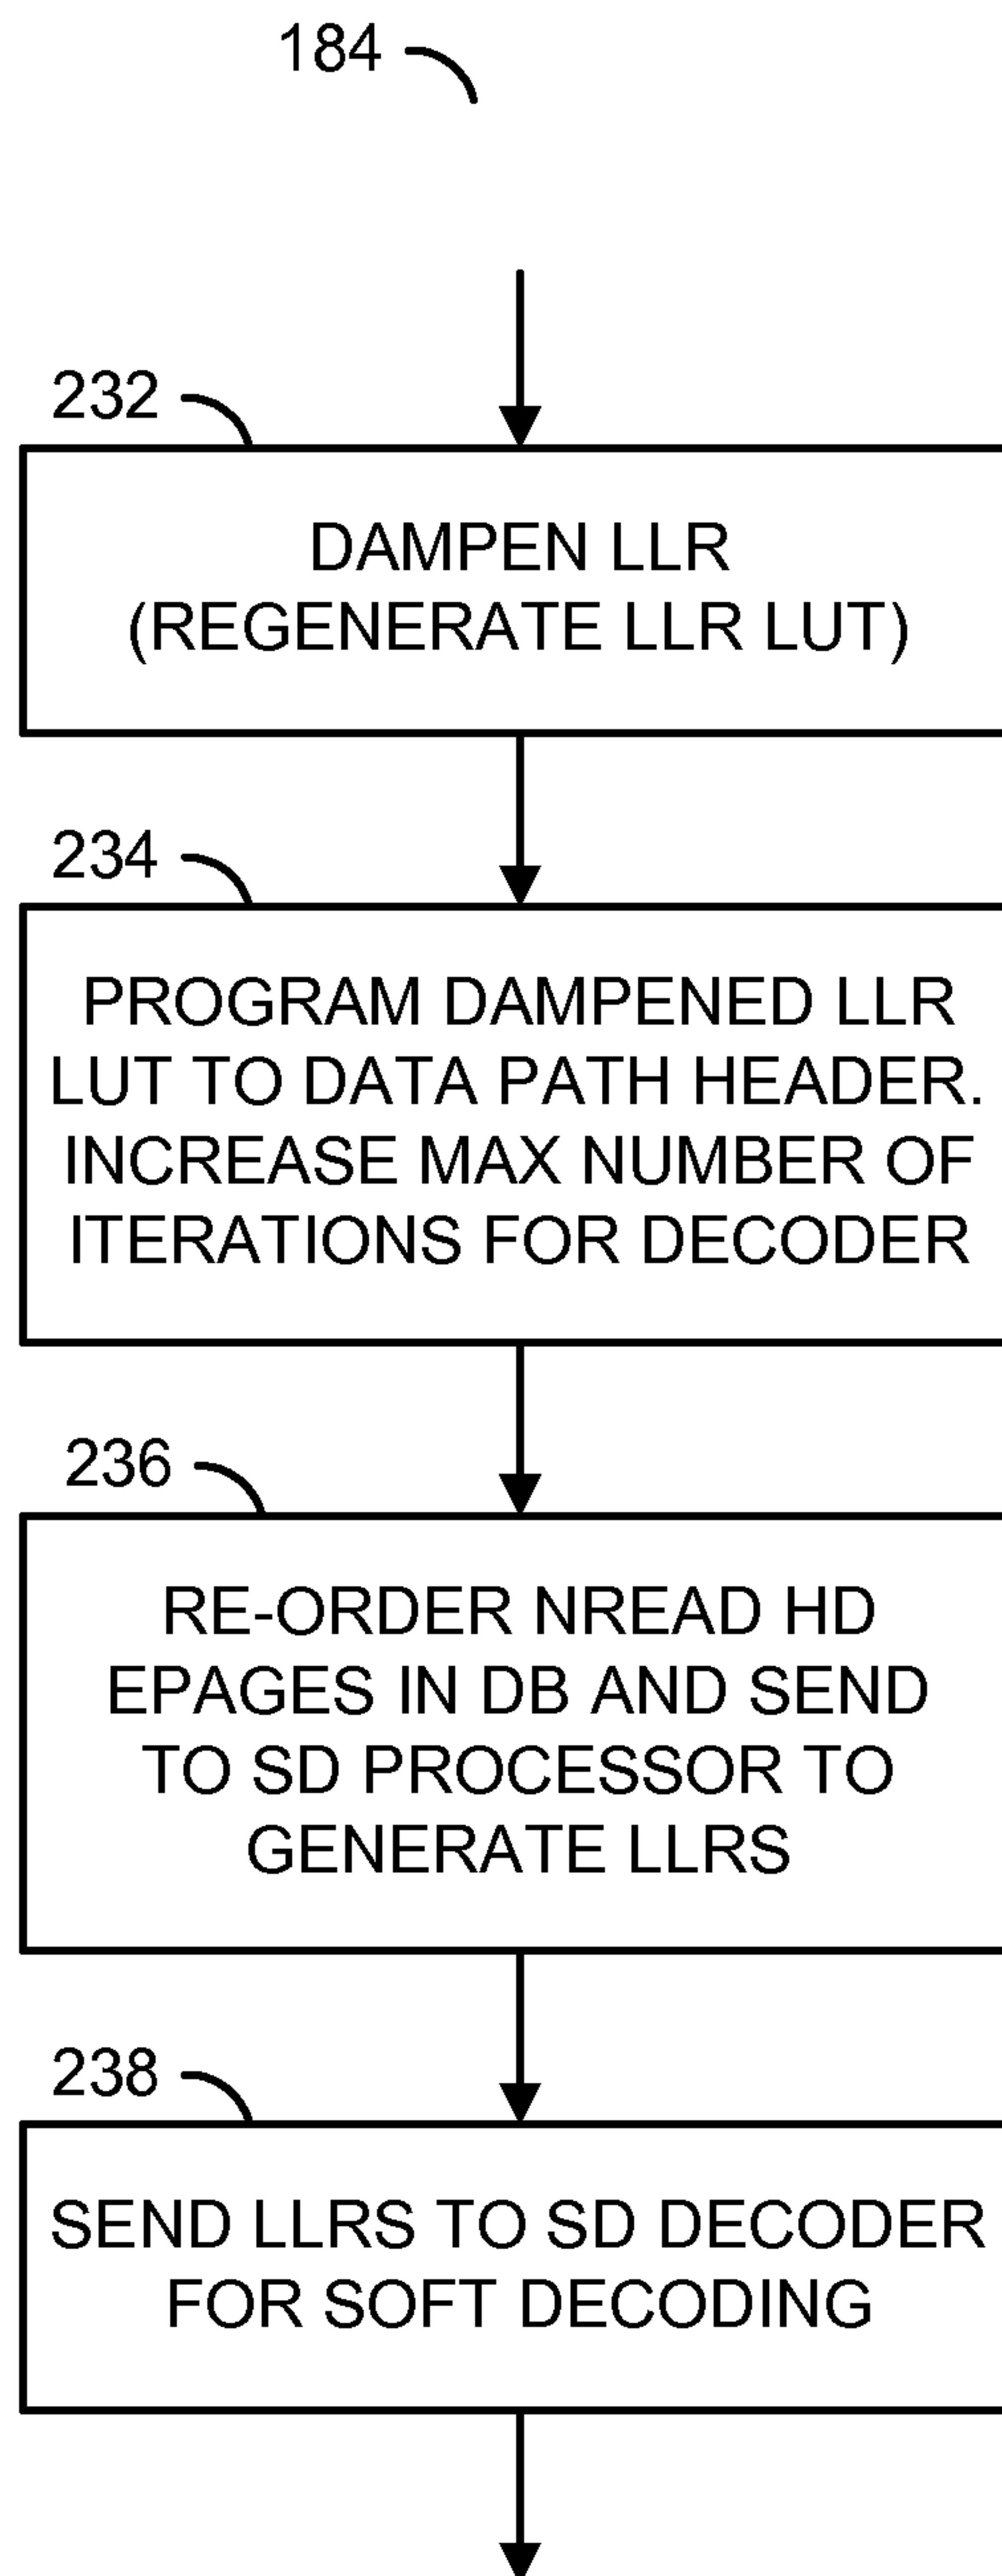 184
232
DAMPEN LLR
(REGENERATE LLR LUT)
234
PROGRAM DAMPENED LLR
LUT TO DATA PATH HEADER.
INCREASE MAX NUMBER OF
ITERATIONS FOR DECODER
236
RE-ORDER NREAD HD
EPAGES IN DB AND SEND
TO SD PROCESSOR TO
GENERATE LLRS
238
SEND LLRS TO SD DECODER
FOR SOFT DECODING